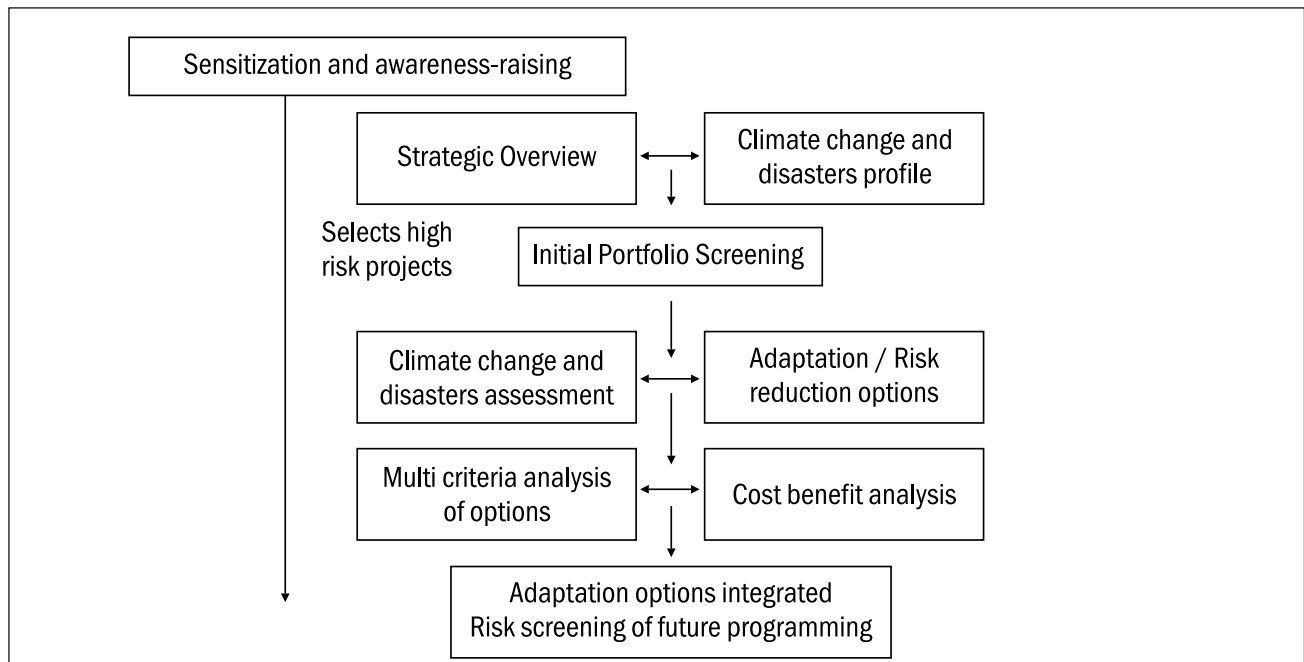 Sensitization and awareness-raising
Strategic Overview
Climate change and
disasters profile
Selects high
risk projects
Initial Portfolio Screening
Climate change and
disasters assessment
Adaptation / Risk
reduction options
Multi criteria analysis
of options
Cost benefit analysis
Adaptation options integrated
Risk screening of future programming